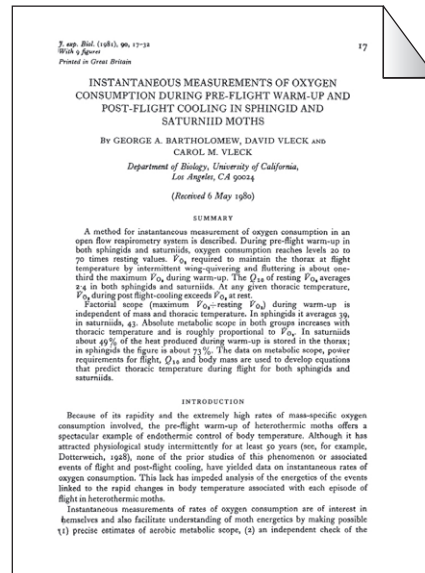 J. exp. Biol. (1981), 90, 17-32
With 9 figures
Printed in Great Britain
17
INSTANTANEOUS MEASUREMENTS OF OXYGEN
CONSUMPTION DURING PRE-FLIGHT WARM-UP AND
POST-FLIGHT COOLING IN SPHINGID AND
SATURNIID MOTHS
BY GEORGE A. BARTHOLOMEW, DAVID VLECK AND
CAROL M. VLECK
Department of Biology, University of California,
Los Angeles, CA 90024
(Received 6 May 1980)
SUMMARY
A method for instantaneous measurement of oxygen consumption in an
open flow respirometry system is described. During pre-flight warm-up in
both sphingids and saturniids, oxygen consumption reaches levels 20 to
70 times resting values. V̇O₂ required to maintain the thorax at flight
temperature by intermittent wing-quivering and fluttering is about one-
third the maximum V̇O₂ during warm-up. The Q₁₀ of resting V̇O₂ averages
2·4 in both sphingids and saturniids. At any given thoracic temperature,
V̇O₂ during post flight-cooling exceeds V̇O₂ at rest.
Factorial scope (maximum V̇O₂÷resting V̇O₂) during warm-up is
independent of mass and thoracic temperature. In sphingids it averages 39,
in saturniids, 43. Absolute metabolic scope in both groups increases with
thoracic temperature and is roughly proportional to V̇O₂. In saturniids
about 49% of the heat produced during warm-up is stored in the thorax;
in sphingids the figure is about 73%. The data on metabolic scope, power
requirements for flight, Q₁₀ and body mass are used to develop equations
that predict thoracic temperature during flight for both sphingids and
saturniids.
INTRODUCTION
Because of its rapidity and the extremely high rates of mass-specific oxygen
consumption involved, the pre-flight warm-up of heterothermic moths offers a
spectacular example of endothermic control of body temperature. Although it has
attracted physiological study intermittently for at least 50 years (see, for example,
Dotterweich, 1928), none of the prior studies of this phenomenon or associated
events of flight and post-flight cooling, have yielded data on instantaneous rates of
oxygen consumption. This lack has impeded analysis of the energetics of the events
linked to the rapid changes in body temperature associated with each episode of
flight in heterothermic moths.
Instantaneous measurements of rates of oxygen consumption are of interest in
themselves and also facilitate understanding of moth energetics by making possible
(1) precise estimates of aerobic metabolic scope, (2) an independent check of the